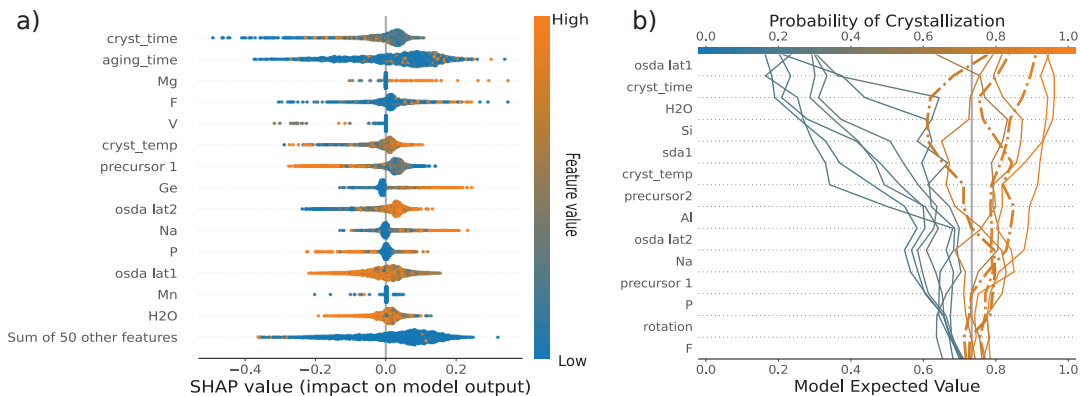 a)
cryst_time
aging_time
Mg
F
V
cryst_temp
precursor 1
Ge
osda lat2
Na
P
osda lat1
Mn
H2O
Sum of 50 other features
−0.4
−0.2
0.0
0.2
SHAP value (impact on model output)
High
Feature value
Low
b)
Probability of Crystallization
0.0
0.2
0.4
0.6
0.8
1.0
osda lat1
cryst_time
H2O
Si
sda1
cryst_temp
precursor2
Al
osda lat2
Na
precursor 1
P
rotation
F
0.0
0.2
0.4
0.6
0.8
1.0
Model Expected Value